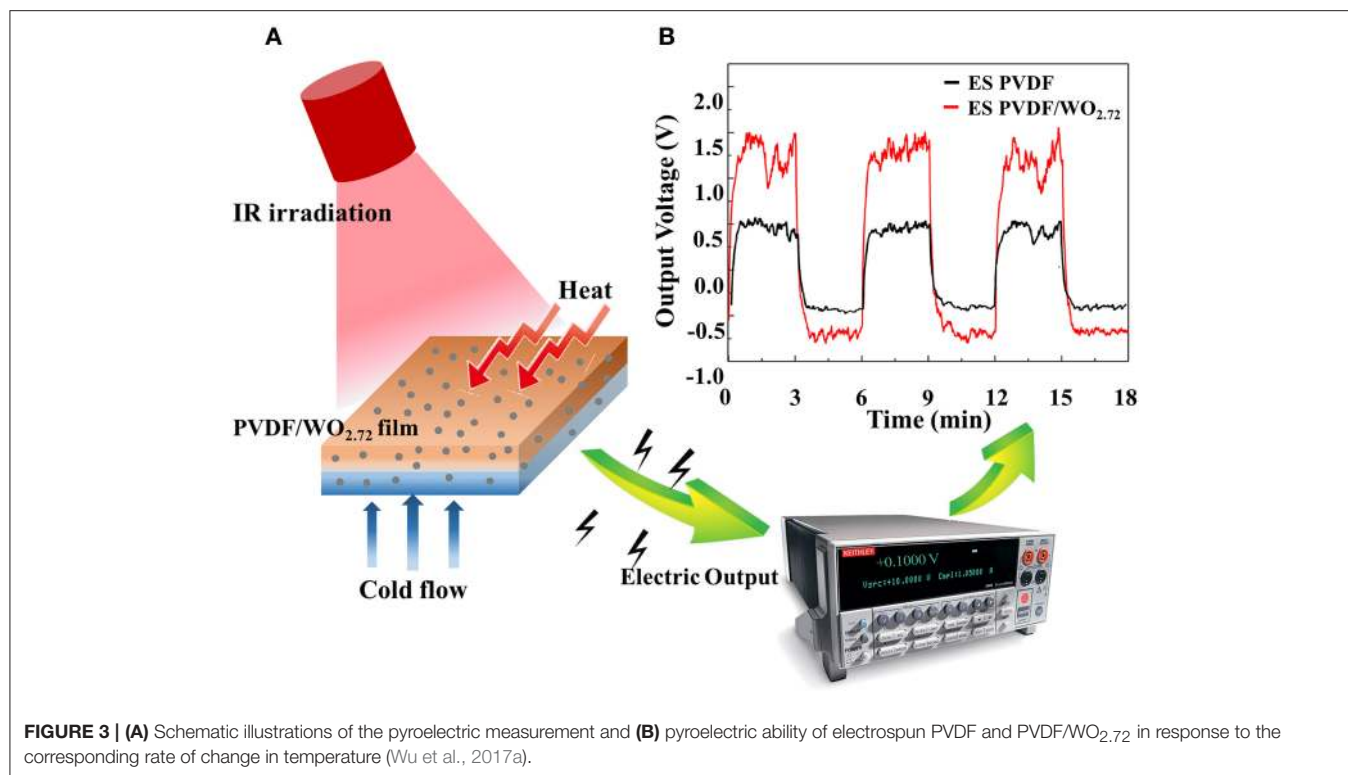 A
B
IR irradiation
Heat
PVDF/WO2.72 film
Cold flow
Electric Output
ES PVDF
ES PVDF/WO2.72
Output Voltage (V)
2.0
1.5
1.0
0.5
0.0
-0.5
-1.0
0 3 6 9 12 15 18
Time (min)
KEITHLEY
+0.1000 V
FIGURE 3 | (A) Schematic illustrations of the pyroelectric measurement and (B) pyroelectric ability of electrospun PVDF and PVDF/WO2.72 in response to the
corresponding rate of change in temperature (Wu et al., 2017a).